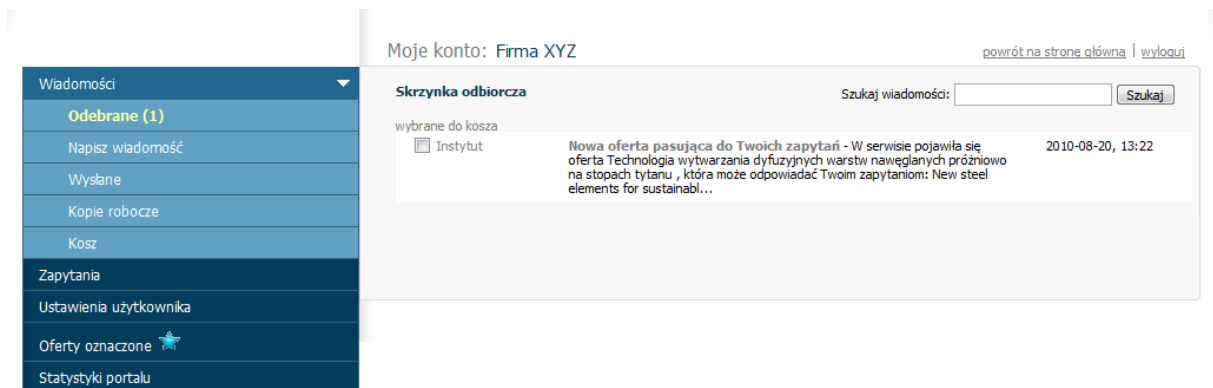 Moje konto: Firma XYZ
powrót na stronę główną | wyloguj
Wiadomości
Odebrane (1)
Napisz wiadomość
Wysłane
Kopie robocze
Kosz
Zapytania
Ustawienia użytkownika
Oferty oznaczone
Statystyki portalu
Skrzynka odbiorcza
Szukaj wiadomości:
Szukaj
wybrane do kosza
Instytut
Nowa oferta pasująca do Twoich zapytań - W serwisie pojawiła się
oferta Technologia wytwarzania dyfuzyjnych warstw nawęglanych próżniowo
na stopach tytanu , która może odpowiadać Twoim zapytaniom: New steel
elements for sustainabl...
2010-08-20, 13:22